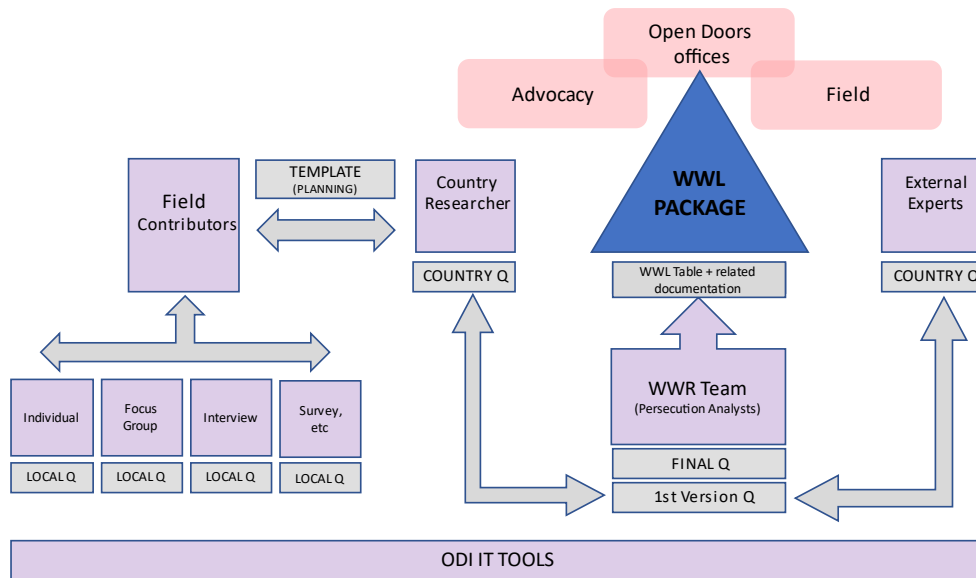 Open Doors
offices
Advocacy
Field
TEMPLATE
(PLANNING)
Field
Contributors
Country
Researcher
WWL
PACKAGE
External
Experts
COUNTRY Q
WWL Table + related
documentation
COUNTRY Q
WWR Team
(Persecution Analysts)
Individual
Focus
Group
Interview
Survey,
etc
LOCAL Q
LOCAL Q
LOCAL Q
LOCAL Q
FINAL Q
1st Version Q
ODI IT TOOLS